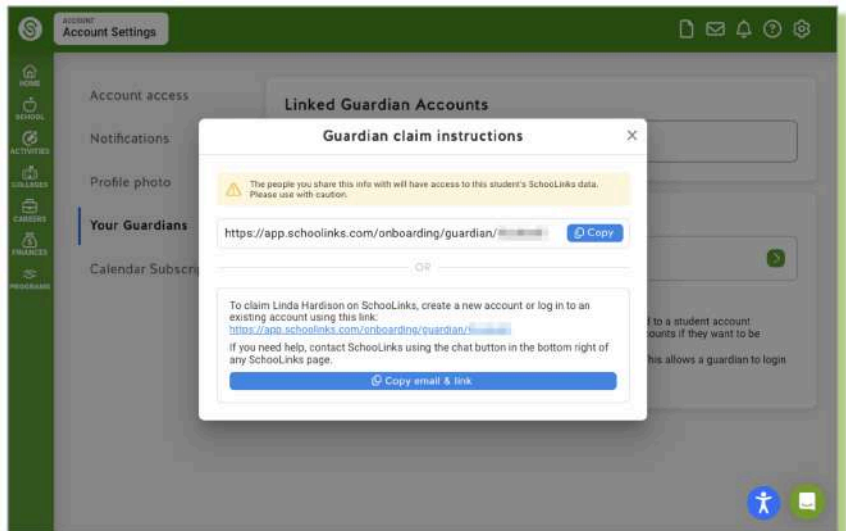 ACCOUNT
Account Settings
HOME
SCHOOL
ACTIVITIES
COLLEGES
CAREERS
FINANCES
PROGRAMS
Account access
Notifications
Profile photo
Your Guardians
Calendar Subscri
Linked Guardian Accounts
Guardian claim instructions
The people you share this info with will have access to this student's SchooLinks data.
Please use with caution.
https://app.schoolinks.com/onboarding/guardian/
Copy
OR
To claim Linda Hardison on SchooLinks, create a new account or log in to an
existing account using this link:
https://app.schoolinks.com/onboarding/guardian/
If you need help, contact SchooLinks using the chat button in the bottom right of
any SchooLinks page.
Copy email & link
to a student account
ounts if they want to be
his allows a guardian to login